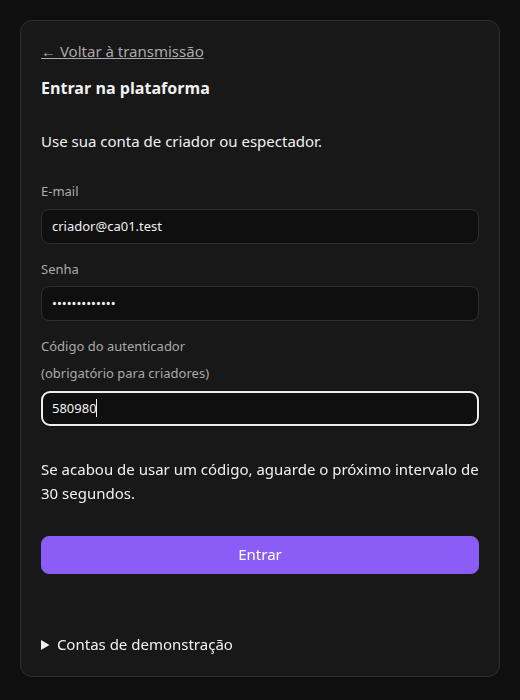 ← Voltar à transmissão
Entrar na plataforma
Use sua conta de criador ou espectador.
E-mail
criador@ca01.test
Senha
•••••••••••••
Código do autenticador
(obrigatório para criadores)
580980
Se acabou de usar um código, aguarde o próximo intervalo de
30 segundos.
Entrar
▶ Contas de demonstração